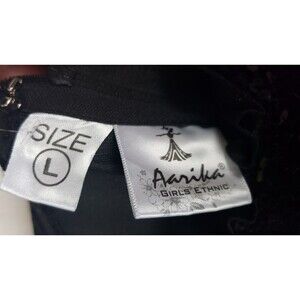 SIZE
L
Aarika®
GIRLS ETHNIC